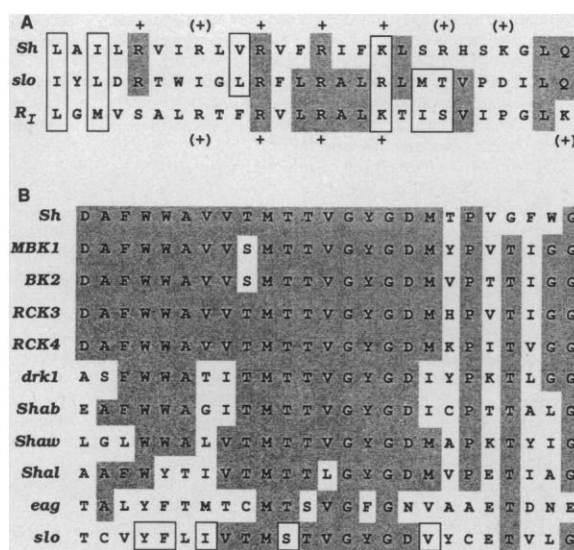 A + (+) + + + (+) (+)
Sh L A I L R V I R L V R V F R I F K L S R H S K G L Q
slo I Y L D R T W I G L R F L R A L R L M T V P D I L Q
RI L G M V S A L R T F R V L R A L K T I S V I P G L K
(+) + + + (+)
B
Sh D A F W W A V V T M T T V G Y G D M T P V G F W G
MBK1 D A F W W A V V S M T T V G Y G D M Y P V T I G G
BK2 D A F W W A V V S M T T V G Y G D M V P T T I G G
RCK3 D A F W W A V V T M T T V G Y G D M H P V T I G G
RCK4 D A F W W A V V T M T T V G Y G D M K P I T V G G
drk1 A S F W W A T I T M T T V G Y G D I Y P K T L G G
Shab E A F W W A G I T M T T V G Y G D I C P T T A L G
Shaw L G L W W A L V T M T T V G Y G D M A P K T Y I G
Shal A A F W Y T I V T M T T L G Y G D M V P E T I A G
eag T A L Y F T M T C M T S V G F G N V A A E T D N E
slo T C V Y F L I V T M S T V G Y G D V Y C E T V L G